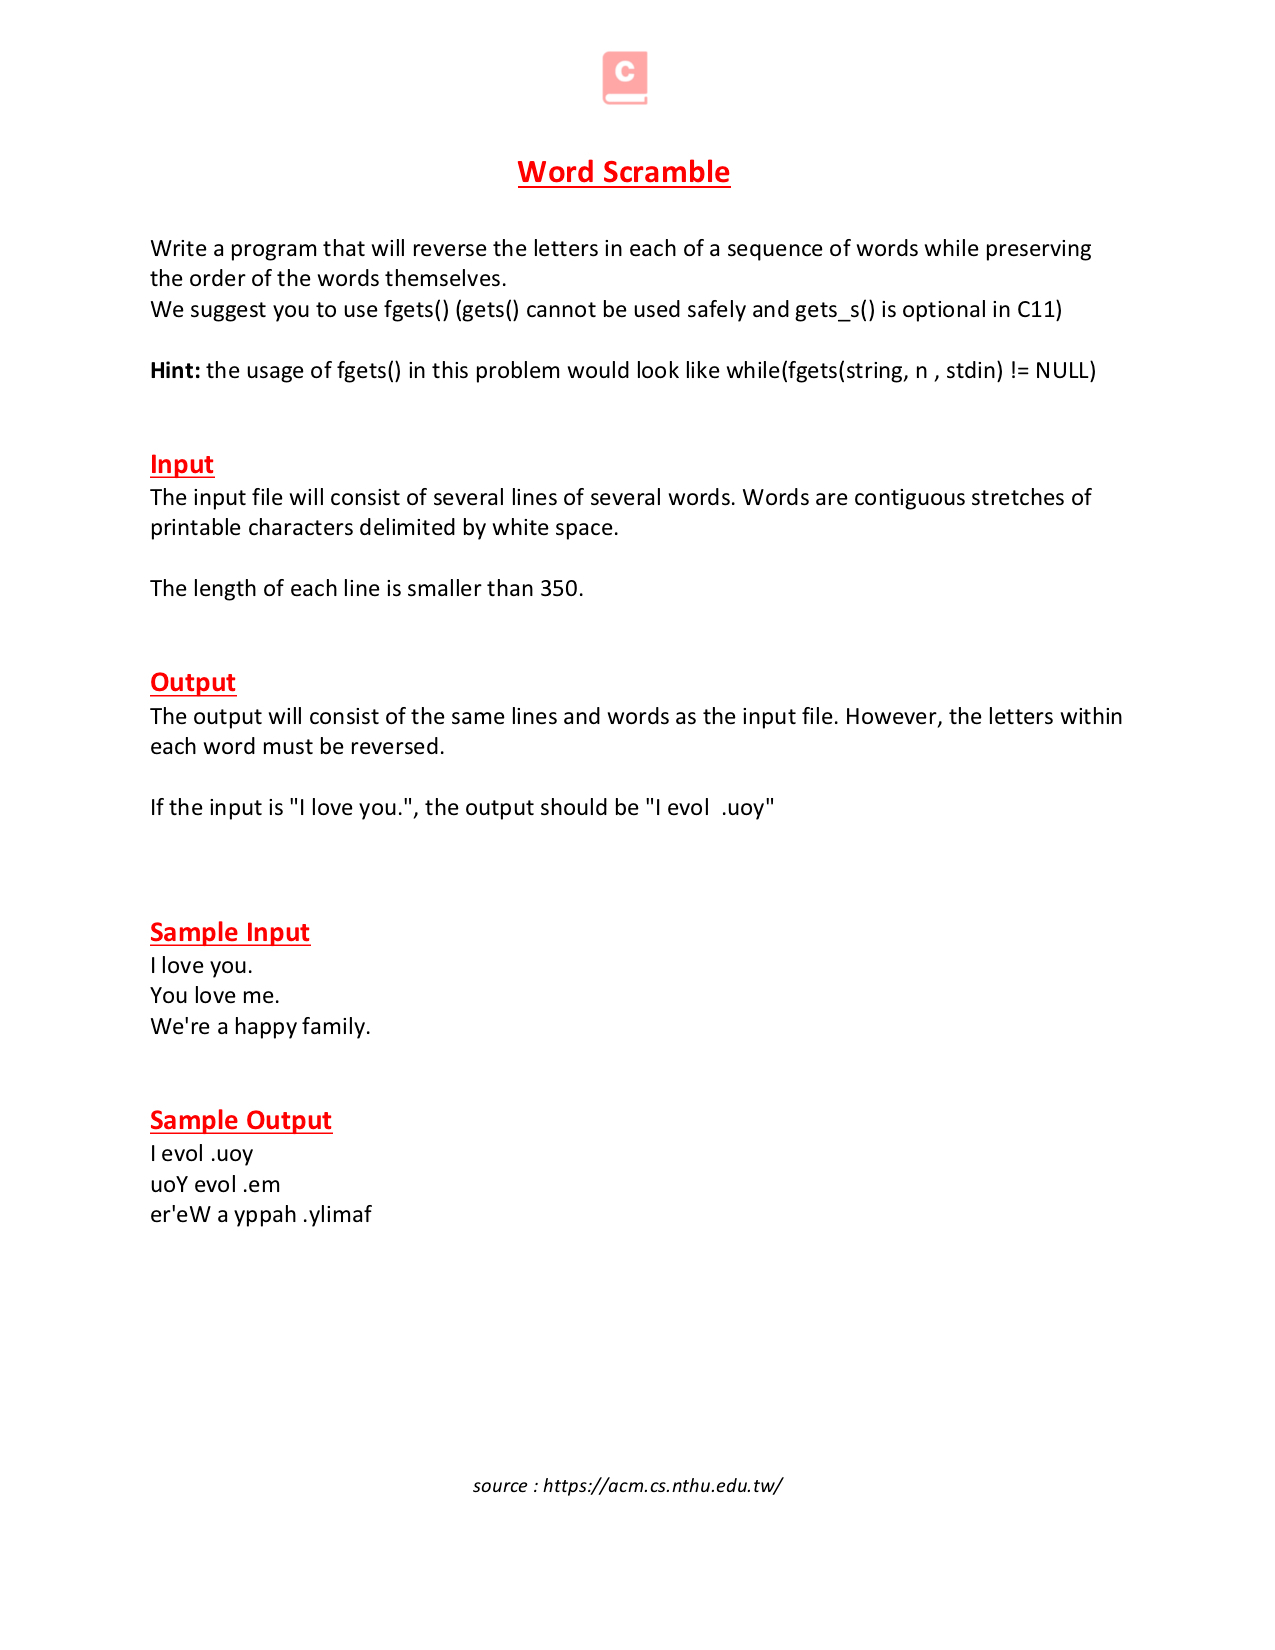 C
Word Scramble
Write a program that will reverse the letters in each of a sequence of words while preserving
the order of the words themselves.
We suggest you to use fgets() (gets() cannot be used safely and gets_s() is optional in C11)
Hint: the usage of fgets() in this problem would look like while(fgets(string, n , stdin) != NULL)
Input
The input file will consist of several lines of several words. Words are contiguous stretches of
printable characters delimited by white space.
The length of each line is smaller than 350.
Output
The output will consist of the same lines and words as the input file. However, the letters within
each word must be reversed.
If the input is "I love you.", the output should be "I evol  .uoy"
Sample Input
I love you.
You love me.
We're a happy family.
Sample Output
I evol .uoy
uoY evol .em
er'eW a yppah .ylimaf
source : https://acm.cs.nthu.edu.tw/